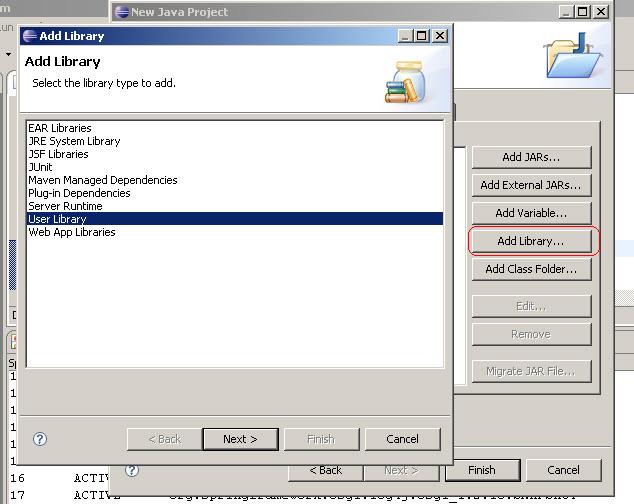 New Java Project
Add Library
Add Library
Select the library type to add.
EAR Libraries
JRE System Library
JSF Libraries
JUnit
Maven Managed Dependencies
Plug-in Dependencies
Server Runtime
User Library
Web App Libraries
Add JARs...
Add External JARs...
Add Variable...
Add Library...
Add Class Folder...
Edit...
Remove
Migrate JAR File...
< Back
Next >
Finish
Cancel
< Back
Next >
Finish
Cancel
16 ACTIV
17